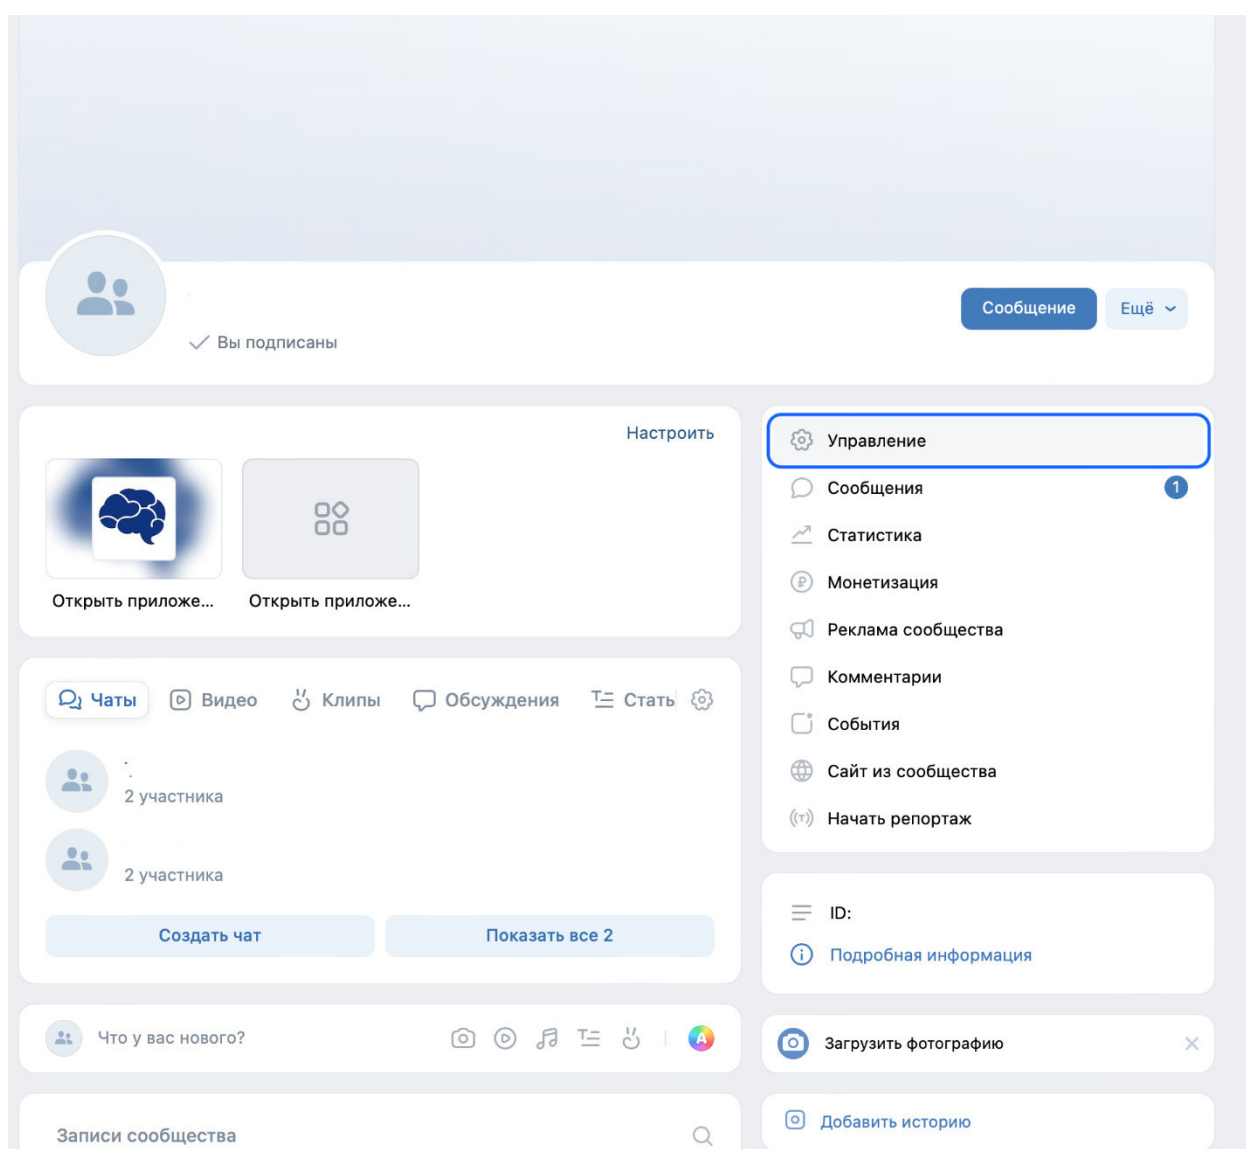 Сообщение
Ещё
Вы подписаны
Настроить
Открыть приложе...
Открыть приложе...
Чаты
Видео
Клипы
Обсуждения
Стать
2 участника
2 участника
Создать чат
Показать все 2
Что у вас нового?
A
Записи сообщества
Управление
Сообщения
1
Статистика
Монетизация
Реклама сообщества
Комментарии
События
Сайт из сообщества
Начать репортаж
ID:
Подробная информация
Загрузить фотографию
Добавить историю